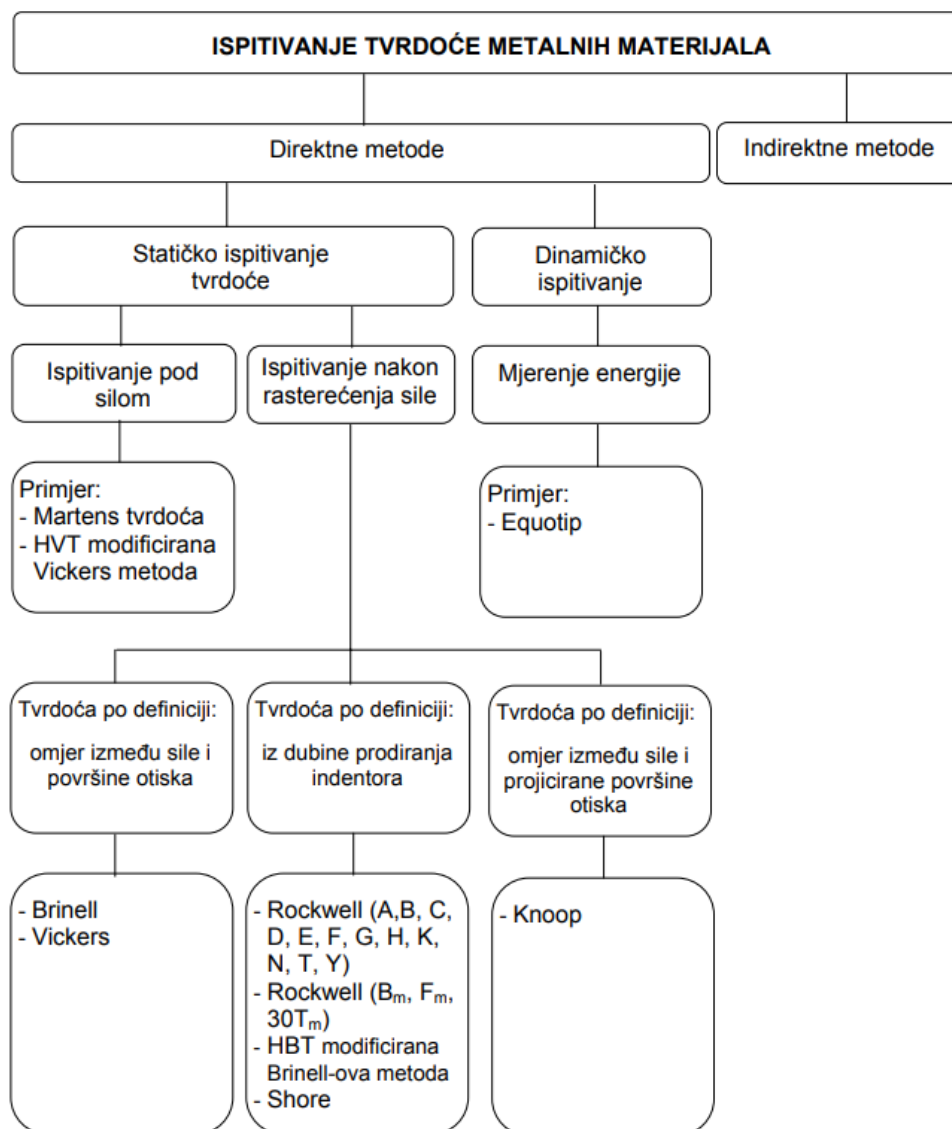 ISPITIVANJE TVRDOĆE METALNIH MATERIJALA
Direktne metode
Indirektne metode
Statičko ispitivanje
tvrdoće
Dinamičko
ispitivanje
Ispitivanje pod
silom
Ispitivanje nakon
rasterećenja sile
Mjerenje energije
Primjer:
- Martens tvrdoća
- HVT modificirana
Vickers metoda
Primjer:
- Equotip
Tvrdoća po definiciji:
omjer između sile i
površine otiska
Tvrdoća po definiciji:
iz dubine prodiranja
indentora
Tvrdoća po definiciji:
omjer između sile i
projicirane površine
otiska
- Brinell
- Vickers
- Rockwell (A,B, C,
D, E, F, G, H, K,
N, T, Y)
- Rockwell (Bm, Fm,
30Tm)
- HBT modificirana
Brinell-ova metoda
- Shore
- Knoop